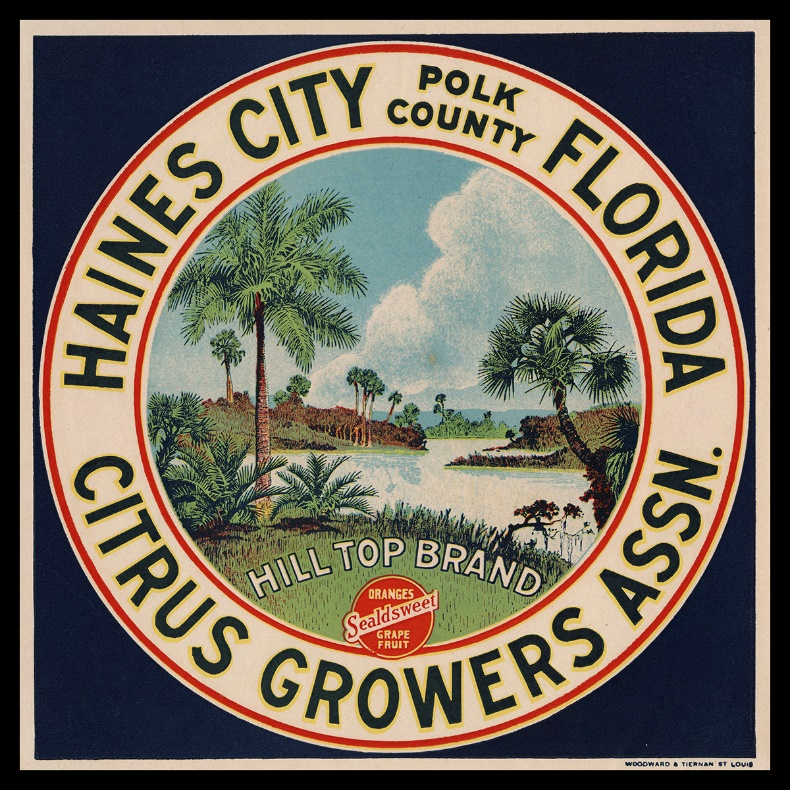 HAINES CITY
POLK
COUNTY
FLORIDA
HILL TOP BRAND
ORANGES
Sealdsweet
GRAPE
FRUIT
CITRUS GROWERS ASSN.
WOODWARD & TIERNAN ST LOUIS